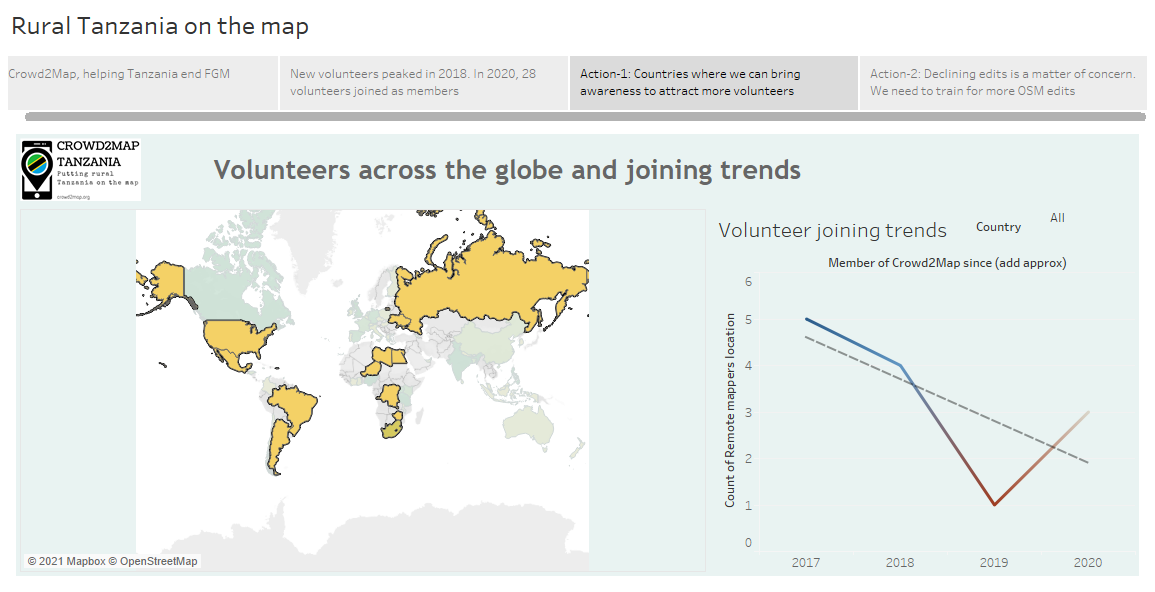 Rural Tanzania on the map
Crowd2Map, helping Tanzania end FGM
New volunteers peaked in 2018. In 2020, 28
volunteers joined as members
Action-1: Countries where we can bring
awareness to attract more volunteers
Action-2: Declining edits is a matter of concern.
We need to train for more OSM edits
CROWD2MAP
TANZANIA
Putting rural
Tanzania on the map
crowd2map.org
Volunteers across the globe and joining trends
© 2021 Mapbox © OpenStreetMap
Volunteer joining trends
Country
All
Member of Crowd2Map since (add approx)
Count of Remote mappers location
6
5
4
3
2
1
0
2017
2018
2019
2020